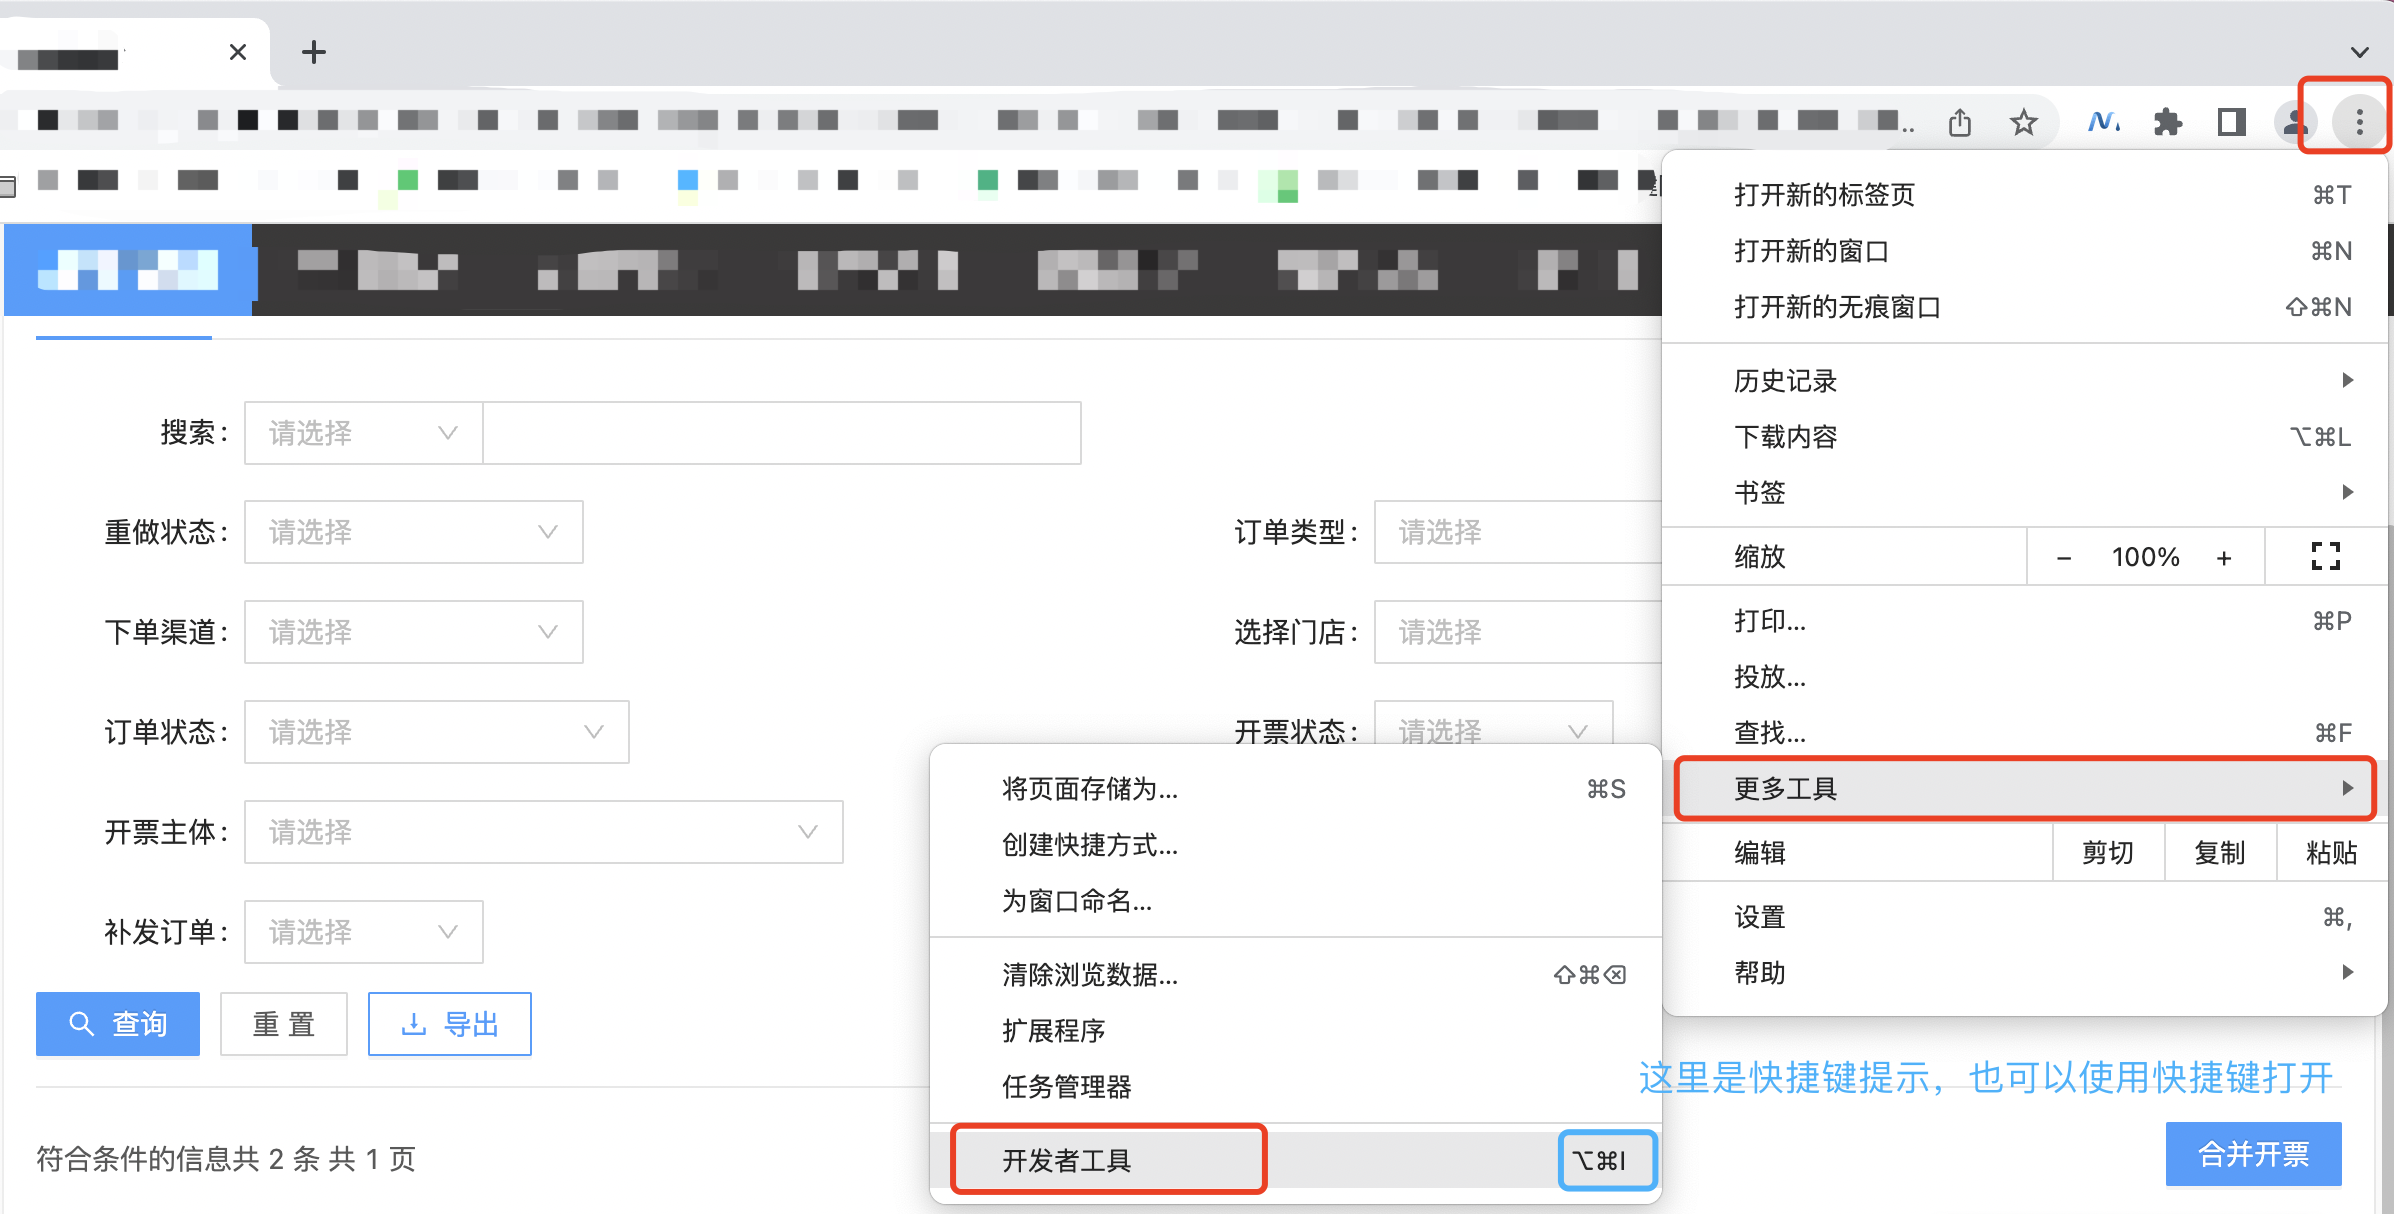 打开新的标签页 ⌘T
打开新的窗口 ⌘N
打开新的无痕窗口 ⇧⌘N
历史记录
下载内容 ⌥⌘L
书签
缩放 − 100% +
打印... ⌘P
投放...
查找... ⌘F
更多工具
编辑 剪切 复制 粘贴
设置 ⌘,
帮助
搜索： 请选择
重做状态： 请选择
订单类型： 请选择
下单渠道： 请选择
选择门店： 请选择
订单状态： 请选择
开票状态： 请选择
开票主体： 请选择
补发订单： 请选择
查询 重 置 导出
将页面存储为... ⌘S
创建快捷方式...
为窗口命名...
清除浏览数据... ⇧⌘⌫
扩展程序
任务管理器
开发者工具 ⌥⌘I
这里是快捷键提示，也可以使用快捷键打开
符合条件的信息共 2 条 共 1 页
合并开票